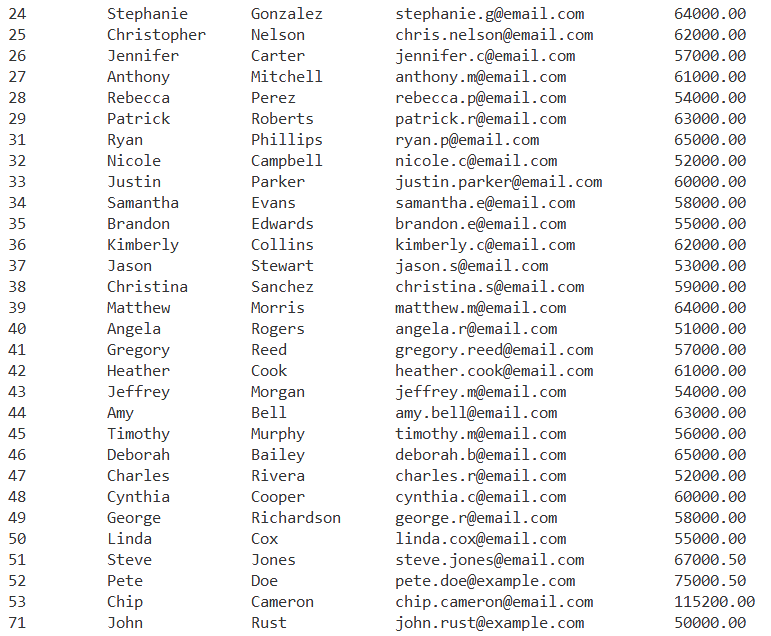 24 Stephanie Gonzalez stephanie.g@email.com 64000.00
25 Christopher Nelson chris.nelson@email.com 62000.00
26 Jennifer Carter jennifer.c@email.com 57000.00
27 Anthony Mitchell anthony.m@email.com 61000.00
28 Rebecca Perez rebecca.p@email.com 54000.00
29 Patrick Roberts patrick.r@email.com 63000.00
31 Ryan Phillips ryan.p@email.com 65000.00
32 Nicole Campbell nicole.c@email.com 52000.00
33 Justin Parker justin.parker@email.com 60000.00
34 Samantha Evans samantha.e@email.com 58000.00
35 Brandon Edwards brandon.e@email.com 55000.00
36 Kimberly Collins kimberly.c@email.com 62000.00
37 Jason Stewart jason.s@email.com 53000.00
38 Christina Sanchez christina.s@email.com 59000.00
39 Matthew Morris matthew.m@email.com 64000.00
40 Angela Rogers angela.r@email.com 51000.00
41 Gregory Reed gregory.reed@email.com 57000.00
42 Heather Cook heather.cook@email.com 61000.00
43 Jeffrey Morgan jeffrey.m@email.com 54000.00
44 Amy Bell amy.bell@email.com 63000.00
45 Timothy Murphy timothy.m@email.com 56000.00
46 Deborah Bailey deborah.b@email.com 65000.00
47 Charles Rivera charles.r@email.com 52000.00
48 Cynthia Cooper cynthia.c@email.com 60000.00
49 George Richardson george.r@email.com 58000.00
50 Linda Cox linda.cox@email.com 55000.00
51 Steve Jones steve.jones@email.com 67000.50
52 Pete Doe pete.doe@example.com 75000.50
53 Chip Cameron chip.cameron@email.com 115200.00
71 John Rust john.rust@example.com 50000.00